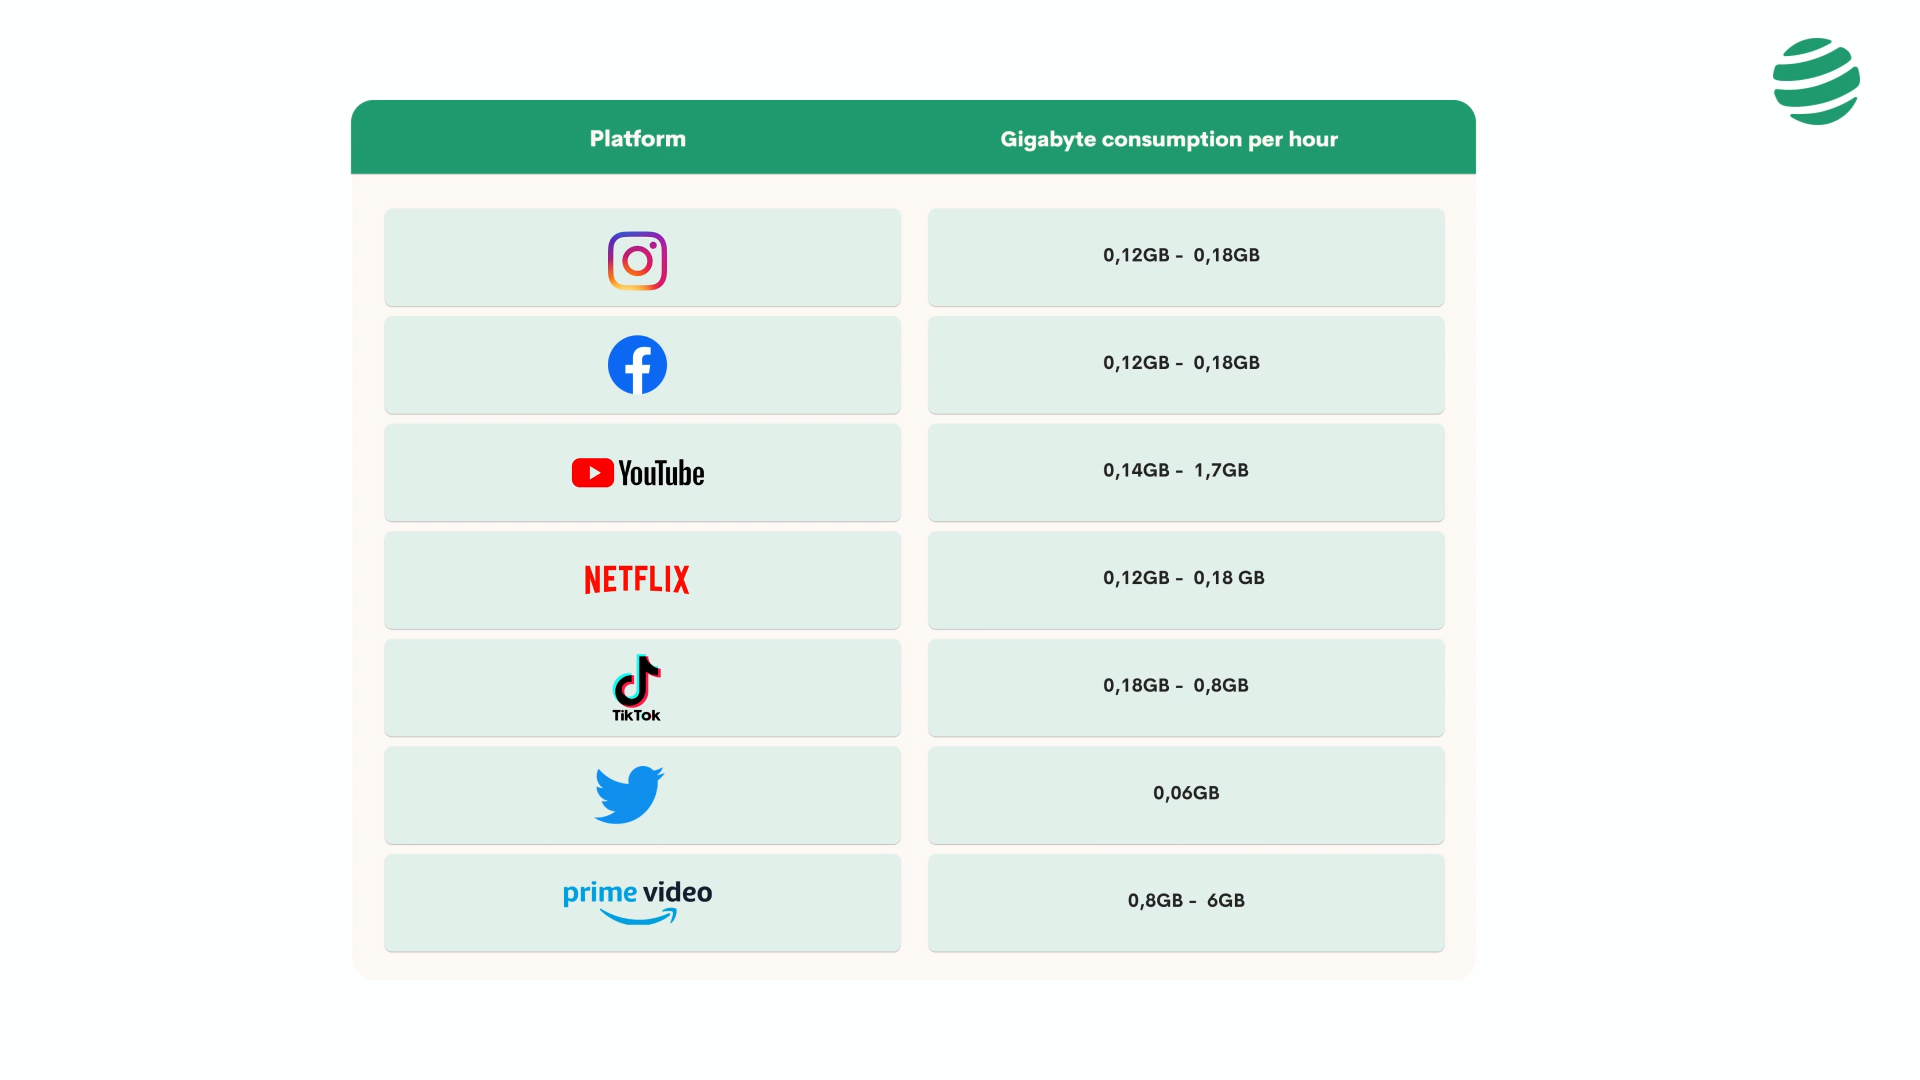 Platform
Gigabyte consumption per hour
0,12GB - 0,18GB
0,12GB - 0,18GB
YouTube
0,14GB - 1,7GB
NETFLIX
0,12GB - 0,18 GB
TikTok
0,18GB - 0,8GB
0,06GB
prime video
0,8GB - 6GB